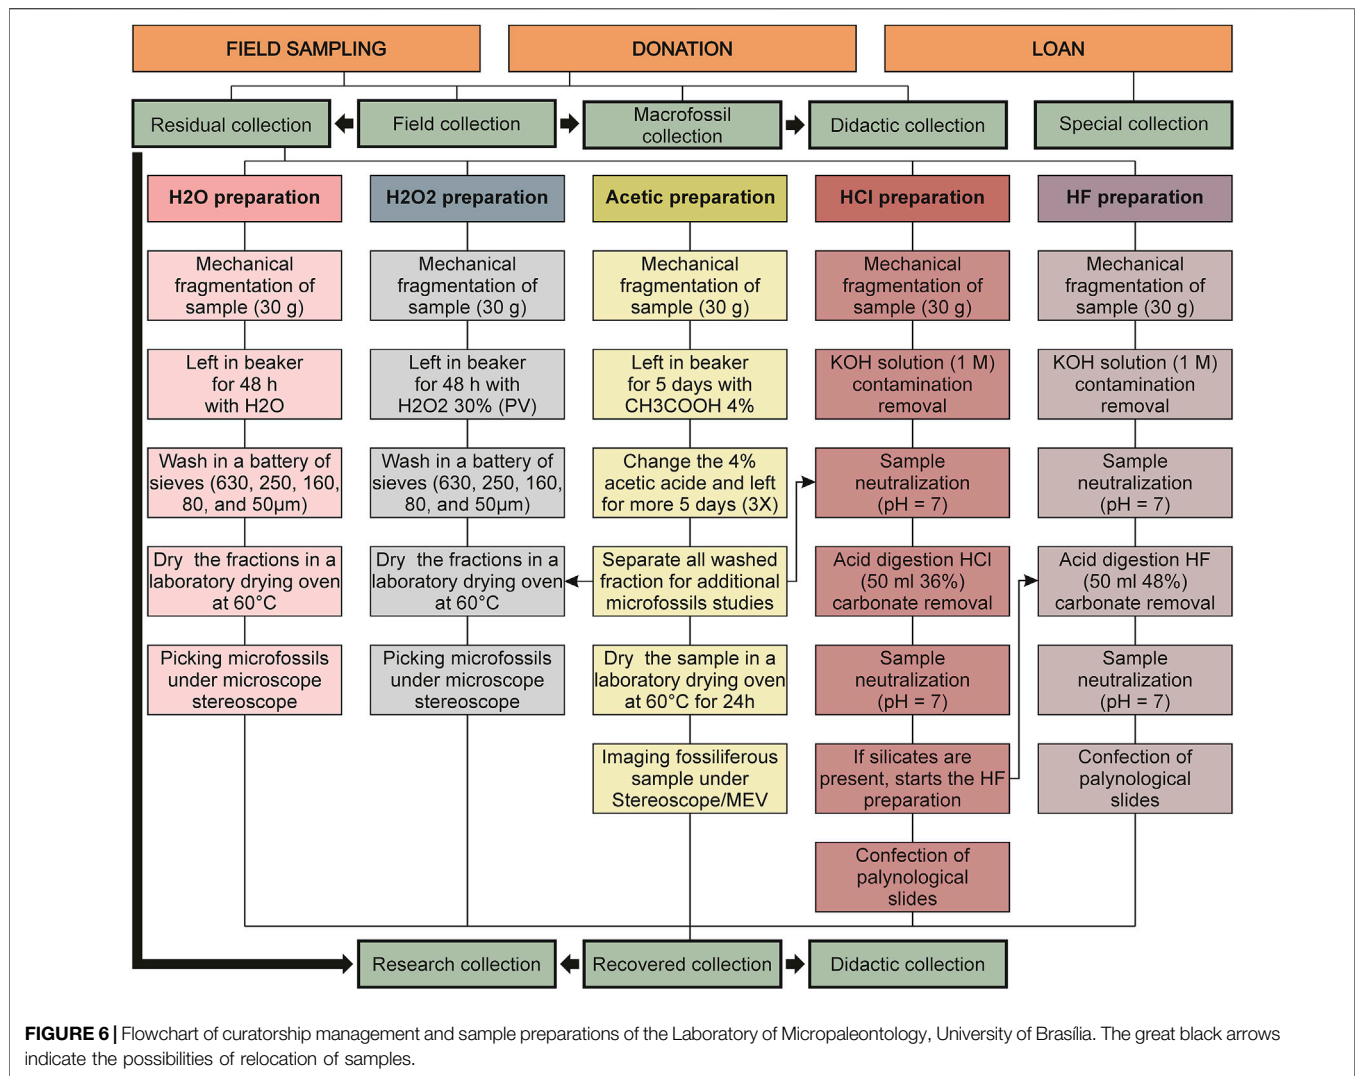 FIELD SAMPLING
DONATION
LOAN
Residual collection
Field collection
Macrofossil
collection
Didactic collection
Special collection
H2O preparation
H2O2 preparation
Acetic preparation
HCl preparation
HF preparation
Mechanical
fragmentation of
sample (30 g)
Left in beaker
for 48 h
with H2O
Wash in a battery of
sieves (630, 250, 160,
80, and 50µm)
Dry the fractions in a
laboratory drying oven
at 60°C
Picking microfossils
under microscope
stereoscope
Mechanical
fragmentation of
sample (30 g)
Left in beaker
for 48 h with
H2O2 30% (PV)
Wash in a battery of
sieves (630, 250, 160,
80, and 50µm)
Dry the fractions in a
laboratory drying oven
at 60°C
Picking microfossils
under microscope
stereoscope
Mechanical
fragmentation of
sample (30 g)
Left in beaker
for 5 days with
CH3COOH 4%
Change the 4%
acetic acide and left
for more 5 days (3X)
Separate all washed
fraction for additional
microfossils studies
Dry the sample in a
laboratory drying oven
at 60°C for 24h
Imaging fossiliferous
sample under
Stereoscope/MEV
Mechanical
fragmentation of
sample (30 g)
KOH solution (1 M)
contamination
removal
Sample
neutralization
(pH = 7)
Acid digestion HCl
(50 ml 36%)
carbonate removal
Sample
neutralization
(pH = 7)
If silicates are
present, starts the HF
preparation
Confection of
palynological
slides
Mechanical
fragmentation of
sample (30 g)
KOH solution (1 M)
contamination
removal
Sample
neutralization
(pH = 7)
Acid digestion HF
(50 ml 48%)
carbonate removal
Sample
neutralization
(pH = 7)
Confection of
palynological
slides
Research collection
Recovered collection
Didactic collection
FIGURE 6 | Flowchart of curatorship management and sample preparations of the Laboratory of Micropaleontology, University of Brasília. The great black arrows
indicate the possibilities of relocation of samples.